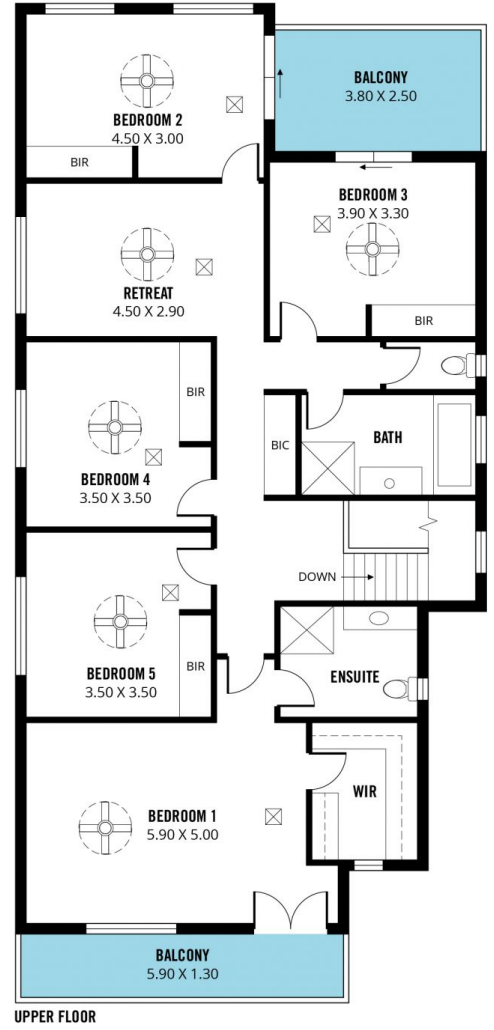 BALCONY
3.80 X 2.50
BEDROOM 2
4.50 X 3.00
BIR
BEDROOM 3
3.90 X 3.30
BIR
RETREAT
4.50 X 2.90
BIR
BEDROOM 4
3.50 X 3.50
BIC
BATH
DOWN
BEDROOM 5
3.50 X 3.50
BIR
ENSUITE
WIR
BEDROOM 1
5.90 X 5.00
BALCONY
5.90 X 1.30
UPPER FLOOR